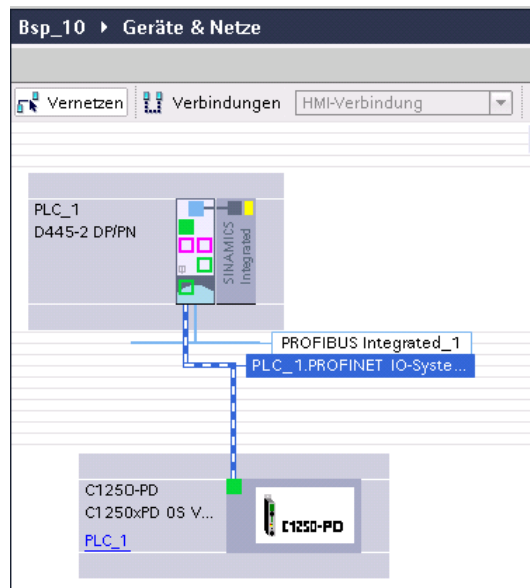 Bsp_10 ▸ Geräte & Netze
Vernetzen Verbindungen HMI-Verbindung
PLC_1
D445-2 DP/PN
SINAMICS
Integrated
PROFIBUS Integrated_1
PLC_1.PROFINET IO-Syste...
C1250-PD
C1250xPD 0S V...
PLC_1
C1250-PD